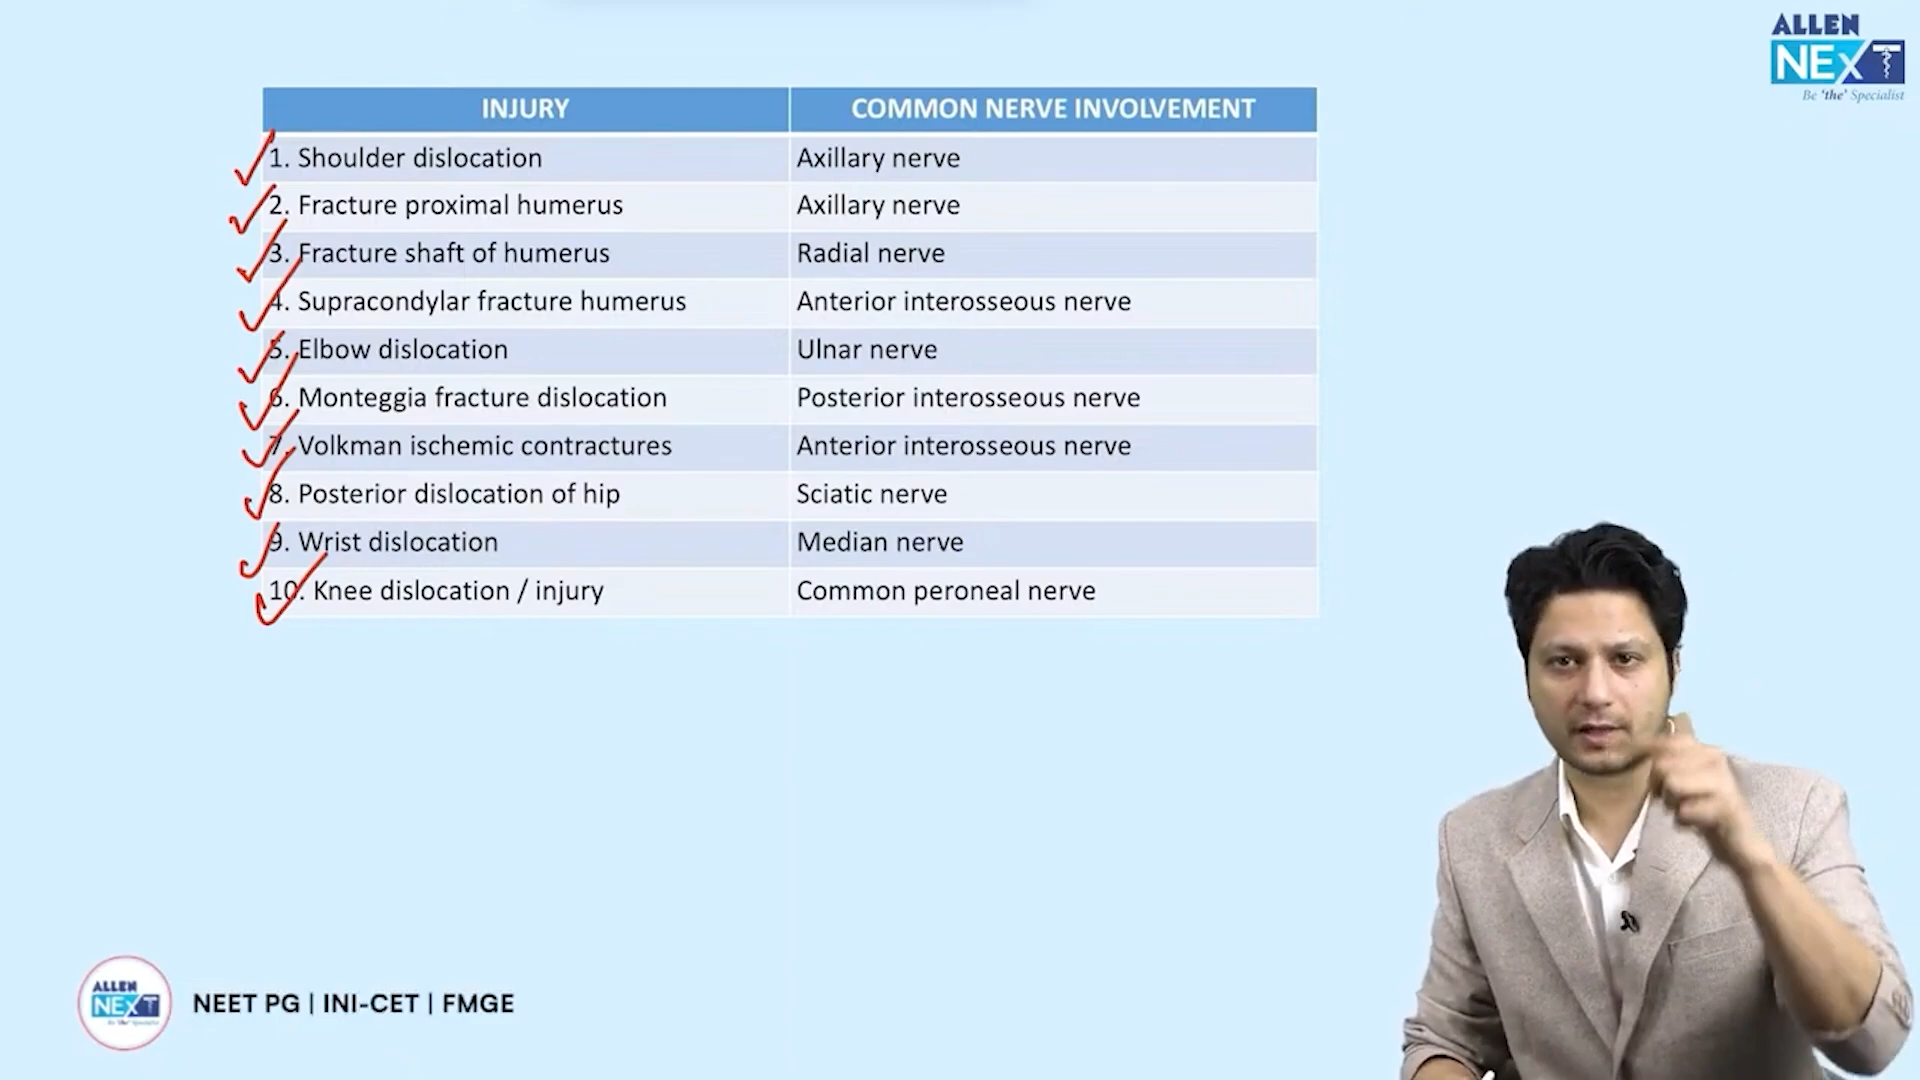 ALLEN
NEXT
Be 'the' Specialist
INJURY COMMON NERVE INVOLVEMENT
1. Shoulder dislocation Axillary nerve
2. Fracture proximal humerus Axillary nerve
3. Fracture shaft of humerus Radial nerve
4. Supracondylar fracture humerus Anterior interosseous nerve
5. Elbow dislocation Ulnar nerve
6. Monteggia fracture dislocation Posterior interosseous nerve
7. Volkman ischemic contractures Anterior interosseous nerve
8. Posterior dislocation of hip Sciatic nerve
9. Wrist dislocation Median nerve
10. Knee dislocation / injury Common peroneal nerve
ALLEN
NEXT
Be 'the' Specialist
NEET PG | INI-CET | FMGE